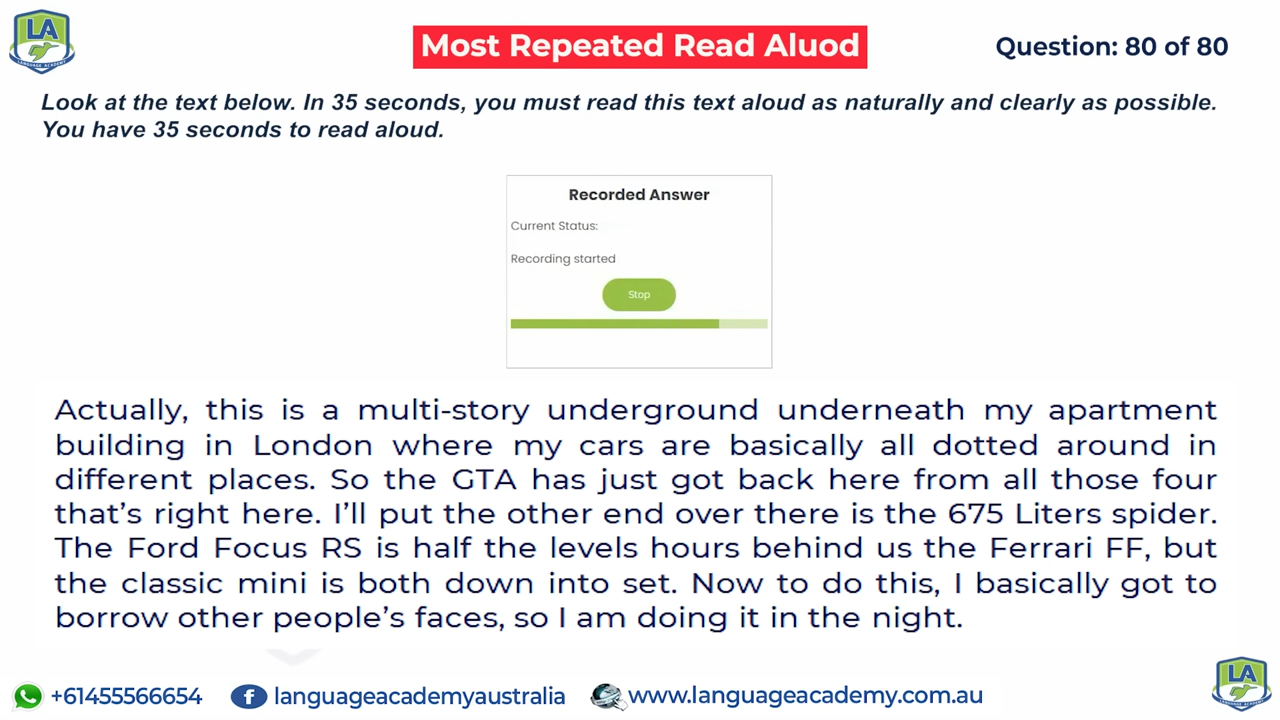 LA
LANGUAGE ACADEMY
Most Repeated Read Aluod
Question: 80 of 80
Look at the text below. In 35 seconds, you must read this text aloud as naturally and clearly as possible.
You have 35 seconds to read aloud.
Recorded Answer
Current Status:
Recording started
Stop
Actually, this is a multi-story underground underneath my apartment
building in London where my cars are basically all dotted around in
different places. So the GTA has just got back here from all those four
that's right here. I'll put the other end over there is the 675 Liters spider.
The Ford Focus RS is half the levels hours behind us the Ferrari FF, but
the classic mini is both down into set. Now to do this, I basically got to
borrow other people's faces, so I am doing it in the night.
+61455566654
languageacademyaustralia
www.languageacademy.com.au
LA
LANGUAGE ACADEMY